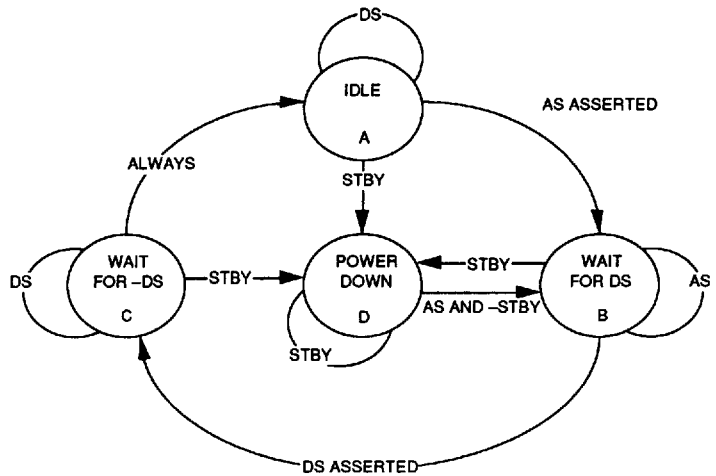 DS
IDLE
A
AS ASSERTED
ALWAYS
STBY
WAIT
FOR –DS
C
DS
STBY
POWER
DOWN
D
STBY
STBY
AS AND –STBY
WAIT
FOR DS
B
AS
DS ASSERTED